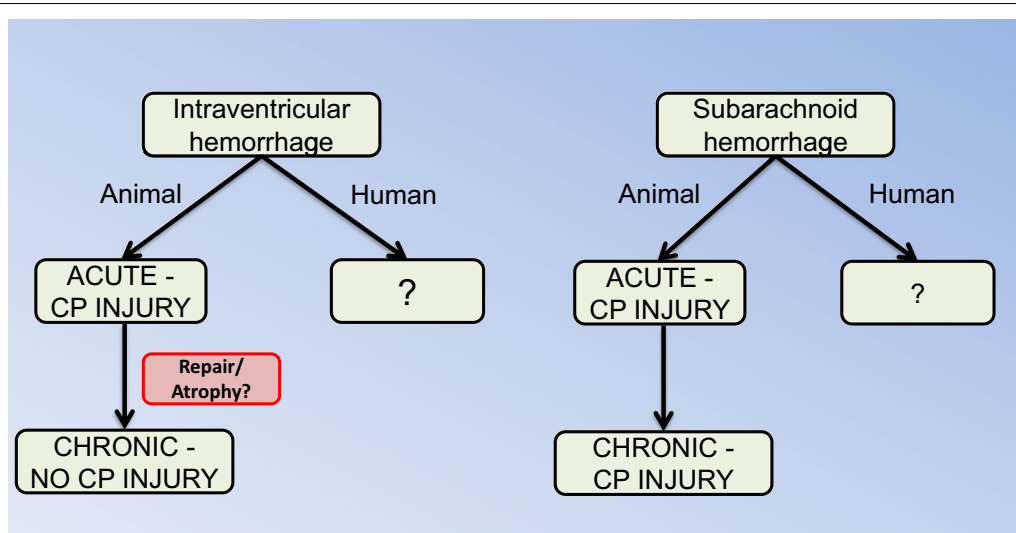 Intraventricular
hemorrhage
Animal
Human
ACUTE -
CP INJURY
?
Repair/
Atrophy?
CHRONIC -
NO CP INJURY
Subarachnoid
hemorrhage
Animal
Human
ACUTE -
CP INJURY
?
CHRONIC -
CP INJURY